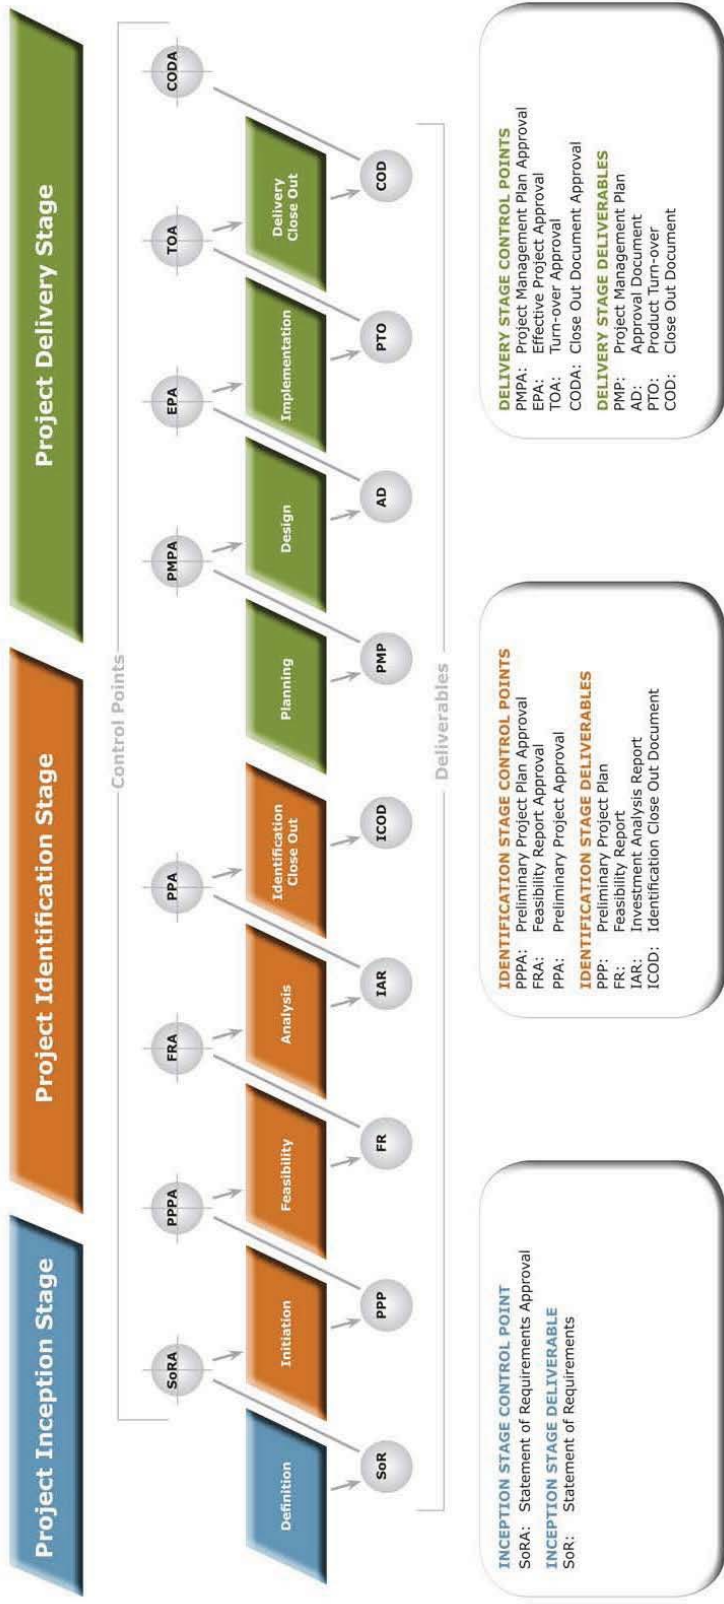 Project Inception Stage
Project Identification Stage
Project Delivery Stage
Control Points
SoRA
PPPA
FRA
PPA
PMPA
EPA
TOA
CODA
Definition
Initiation
Feasibility
Analysis
Identification
Close Out
Planning
Design
Implementation
Delivery
Close Out
SoR
PPP
FR
IAR
ICOD
PMP
AD
PTO
COD
Deliverables
INCEPTION STAGE CONTROL POINT
SoRA: Statement of Requirements Approval
INCEPTION STAGE DELIVERABLE
SoR: Statement of Requirements
IDENTIFICATION STAGE CONTROL POINTS
PPPA: Preliminary Project Plan Approval
FRA: Feasibility Report Approval
PPA: Preliminary Project Approval
IDENTIFICATION STAGE DELIVERABLES
PPP: Preliminary Project Plan
FR: Feasibility Report
IAR: Investment Analysis Report
ICOD: Identification Close Out Document
DELIVERY STAGE CONTROL POINTS
PMPA: Project Management Plan Approval
EPA: Effective Project Approval
TOA: Turn-over Approval
CODA: Close Out Document Approval
DELIVERY STAGE DELIVERABLES
PMP: Project Management Plan
AD: Approval Document
PTO: Product Turn-over
COD: Close Out Document